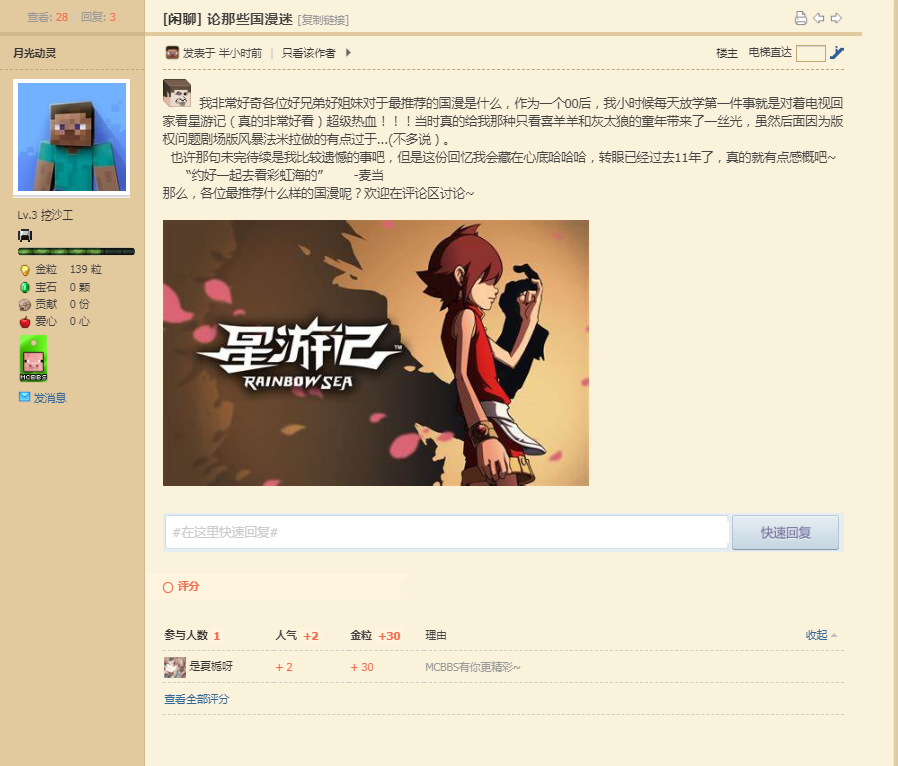 查看: 28 回复: 3
[闲聊] 论那些国漫迷 [复制链接]
月光动灵
发表于 半小时前 | 只看该作者
楼主 电梯直达
Lv.3 挖沙工
金粒 139 粒
宝石 0 颗
贡献 0 份
爱心 0 心
MCBBS
发消息
我非常好奇各位好兄弟好姐妹对于最推荐的国漫是什么，作为一个00后，我小时候每天放学第一件事就是对着电视回
家看星游记（真的非常好看）超级热血！！！当时真的给我那种只看喜羊羊和灰太狼的童年带来了一丝光，虽然后面因为版
权问题剧场版风暴法米拉做的有点过于...(不多说）。
也许那句未完待续是我比较遗憾的事吧，但是这份回忆我会藏在心底哈哈哈，转眼已经过去11年了，真的就有点感慨吧~
“约好一起去看彩虹海的” -麦当
那么，各位最推荐什么样的国漫呢？欢迎在评论区讨论~
星游记™
RAINBOW SEA
#在这里快速回复#
快速回复
评分
参与人数 1 人气 +2 金粒 +30 理由 收起
是夏栀呀 + 2 + 30 MCBBS有你更精彩~
查看全部评分